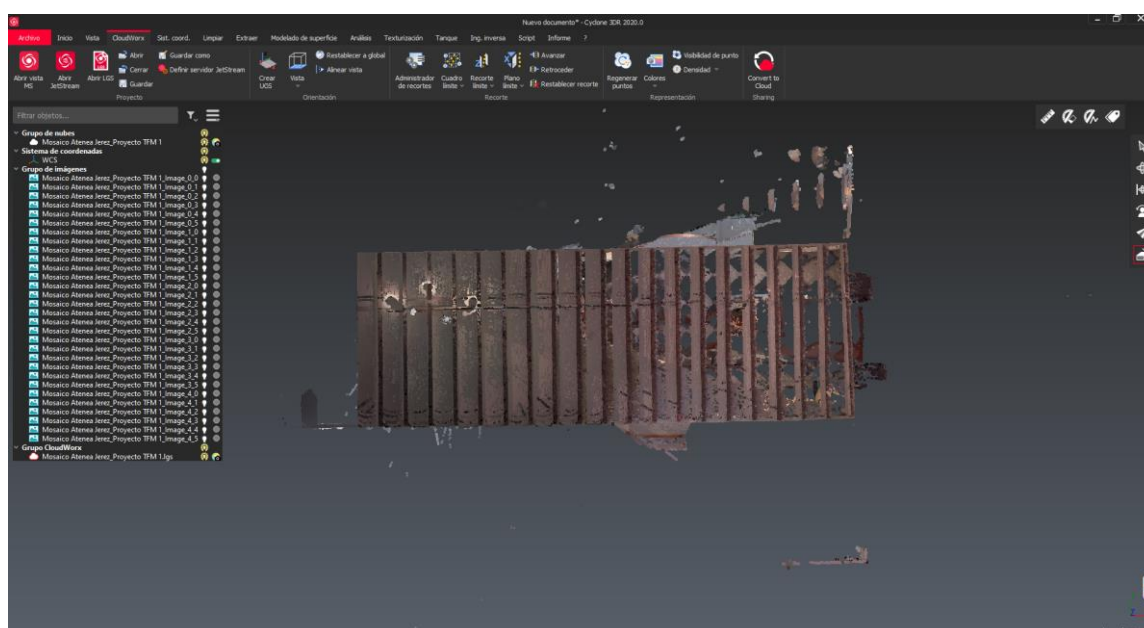 Nuevo documento* - Cyclone 3DR 2020.0
Archivo Inicio Vista CloudWorx Sist. coord. Limpiar Extraer Modelado de superficie Análisis Texturización Tanque Ing. inversa Script Informe ?
Abrir vista MS
Abrir JetStream
Abrir LGS
Abrir
Cerrar
Guardar
Guardar como
Definir servidor JetStream
Proyecto
Crear UCS
Vista
Restablecer a global
Alinear vista
Orientación
Administrador de recortes
Cuadro límite
Recorte límite
Plano límite
Avanzar
Retroceder
Restablecer recorte
Recorte
Regenerar puntos
Colores
Visibilidad de punto
Densidad
Representación
Convert to Cloud
Sharing
Filtrar objetos...
Grupo de nubes
Mosaico Atenea Jerez_Proyecto TFM 1
Sistema de coordenadas
WCS
Grupo de imágenes
Mosaico Atenea Jerez_Proyecto TFM 1_Image_0_0
Mosaico Atenea Jerez_Proyecto TFM 1_Image_0_1
Mosaico Atenea Jerez_Proyecto TFM 1_Image_0_2
Mosaico Atenea Jerez_Proyecto TFM 1_Image_0_3
Mosaico Atenea Jerez_Proyecto TFM 1_Image_0_4
Mosaico Atenea Jerez_Proyecto TFM 1_Image_0_5
Mosaico Atenea Jerez_Proyecto TFM 1_Image_1_0
Mosaico Atenea Jerez_Proyecto TFM 1_Image_1_1
Mosaico Atenea Jerez_Proyecto TFM 1_Image_1_2
Mosaico Atenea Jerez_Proyecto TFM 1_Image_1_3
Mosaico Atenea Jerez_Proyecto TFM 1_Image_1_4
Mosaico Atenea Jerez_Proyecto TFM 1_Image_1_5
Mosaico Atenea Jerez_Proyecto TFM 1_Image_2_0
Mosaico Atenea Jerez_Proyecto TFM 1_Image_2_1
Mosaico Atenea Jerez_Proyecto TFM 1_Image_2_2
Mosaico Atenea Jerez_Proyecto TFM 1_Image_2_3
Mosaico Atenea Jerez_Proyecto TFM 1_Image_2_4
Mosaico Atenea Jerez_Proyecto TFM 1_Image_2_5
Mosaico Atenea Jerez_Proyecto TFM 1_Image_3_0
Mosaico Atenea Jerez_Proyecto TFM 1_Image_3_1
Mosaico Atenea Jerez_Proyecto TFM 1_Image_3_2
Mosaico Atenea Jerez_Proyecto TFM 1_Image_3_3
Mosaico Atenea Jerez_Proyecto TFM 1_Image_3_4
Mosaico Atenea Jerez_Proyecto TFM 1_Image_3_5
Mosaico Atenea Jerez_Proyecto TFM 1_Image_4_0
Mosaico Atenea Jerez_Proyecto TFM 1_Image_4_1
Mosaico Atenea Jerez_Proyecto TFM 1_Image_4_2
Mosaico Atenea Jerez_Proyecto TFM 1_Image_4_3
Mosaico Atenea Jerez_Proyecto TFM 1_Image_4_4
Mosaico Atenea Jerez_Proyecto TFM 1_Image_4_5
Grupo CloudWorx
Mosaico Atenea Jerez_Proyecto TFM 1.lgs